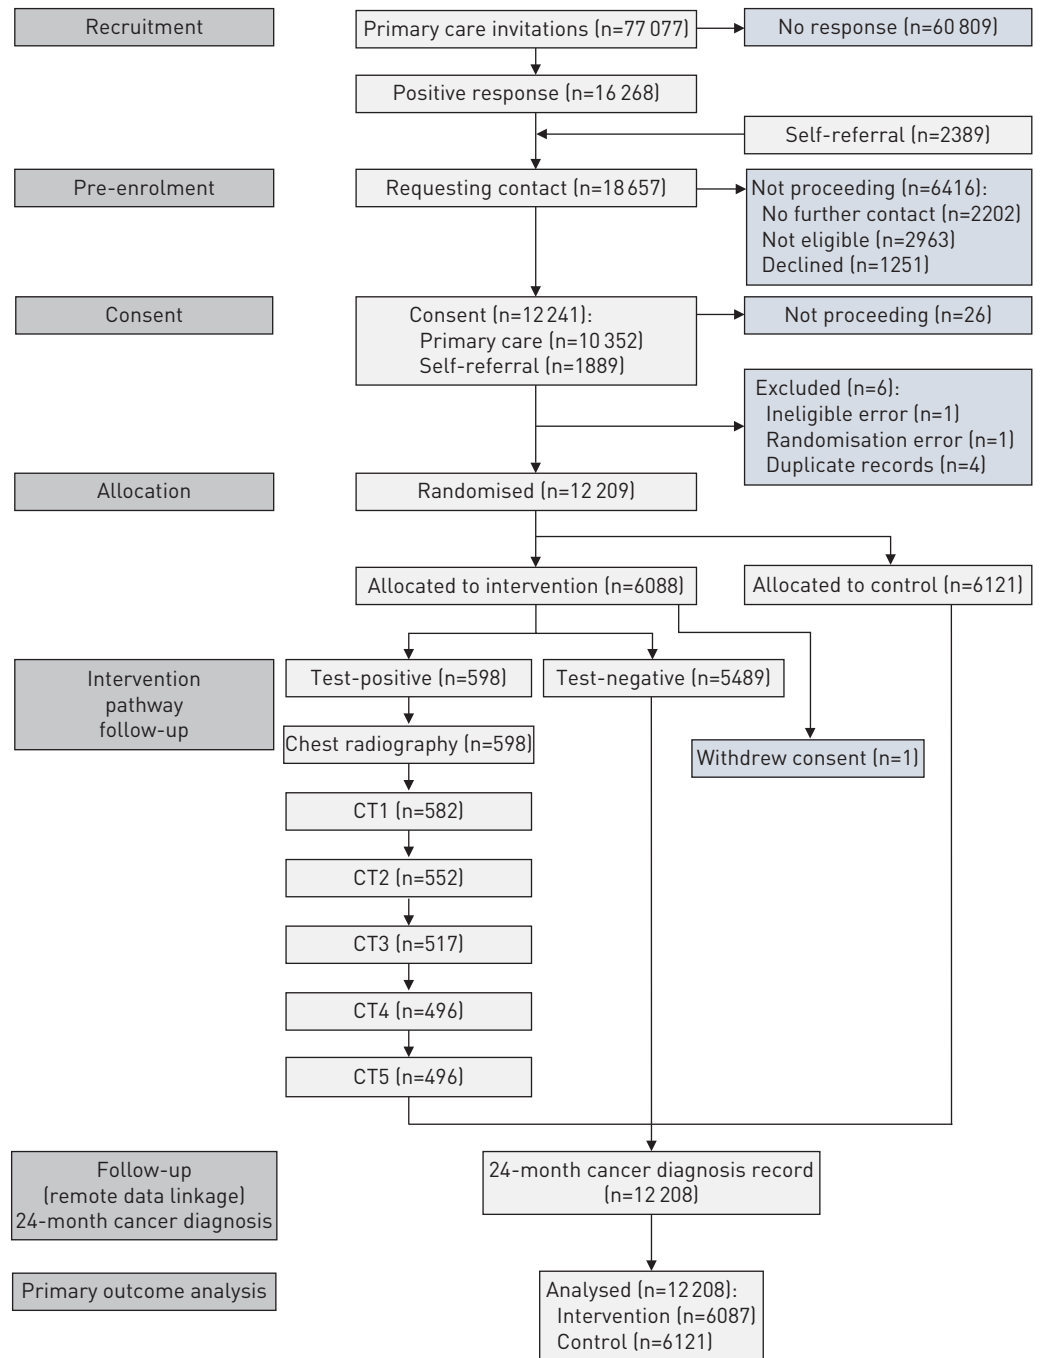 Recruitment
Primary care invitations (n=77 077)
No response (n=60 809)
Positive response (n=16 268)
Self-referral (n=2389)
Pre-enrolment
Requesting contact (n=18 657)
Not proceeding (n=6416):
No further contact (n=2202)
Not eligible (n=2963)
Declined (n=1251)
Consent
Consent (n=12 241):
Primary care (n=10 352)
Self-referral (n=1889)
Not proceeding (n=26)
Excluded (n=6):
Ineligible error (n=1)
Randomisation error (n=1)
Duplicate records (n=4)
Allocation
Randomised (n=12 209)
Allocated to intervention (n=6088)
Allocated to control (n=6121)
Intervention
pathway
follow-up
Test-positive (n=598)
Test-negative (n=5489)
Chest radiography (n=598)
Withdrew consent (n=1)
CT1 (n=582)
CT2 (n=552)
CT3 (n=517)
CT4 (n=496)
CT5 (n=496)
Follow-up
(remote data linkage)
24-month cancer diagnosis
24-month cancer diagnosis record
(n=12 208)
Primary outcome analysis
Analysed (n=12 208):
Intervention (n=6087)
Control (n=6121)